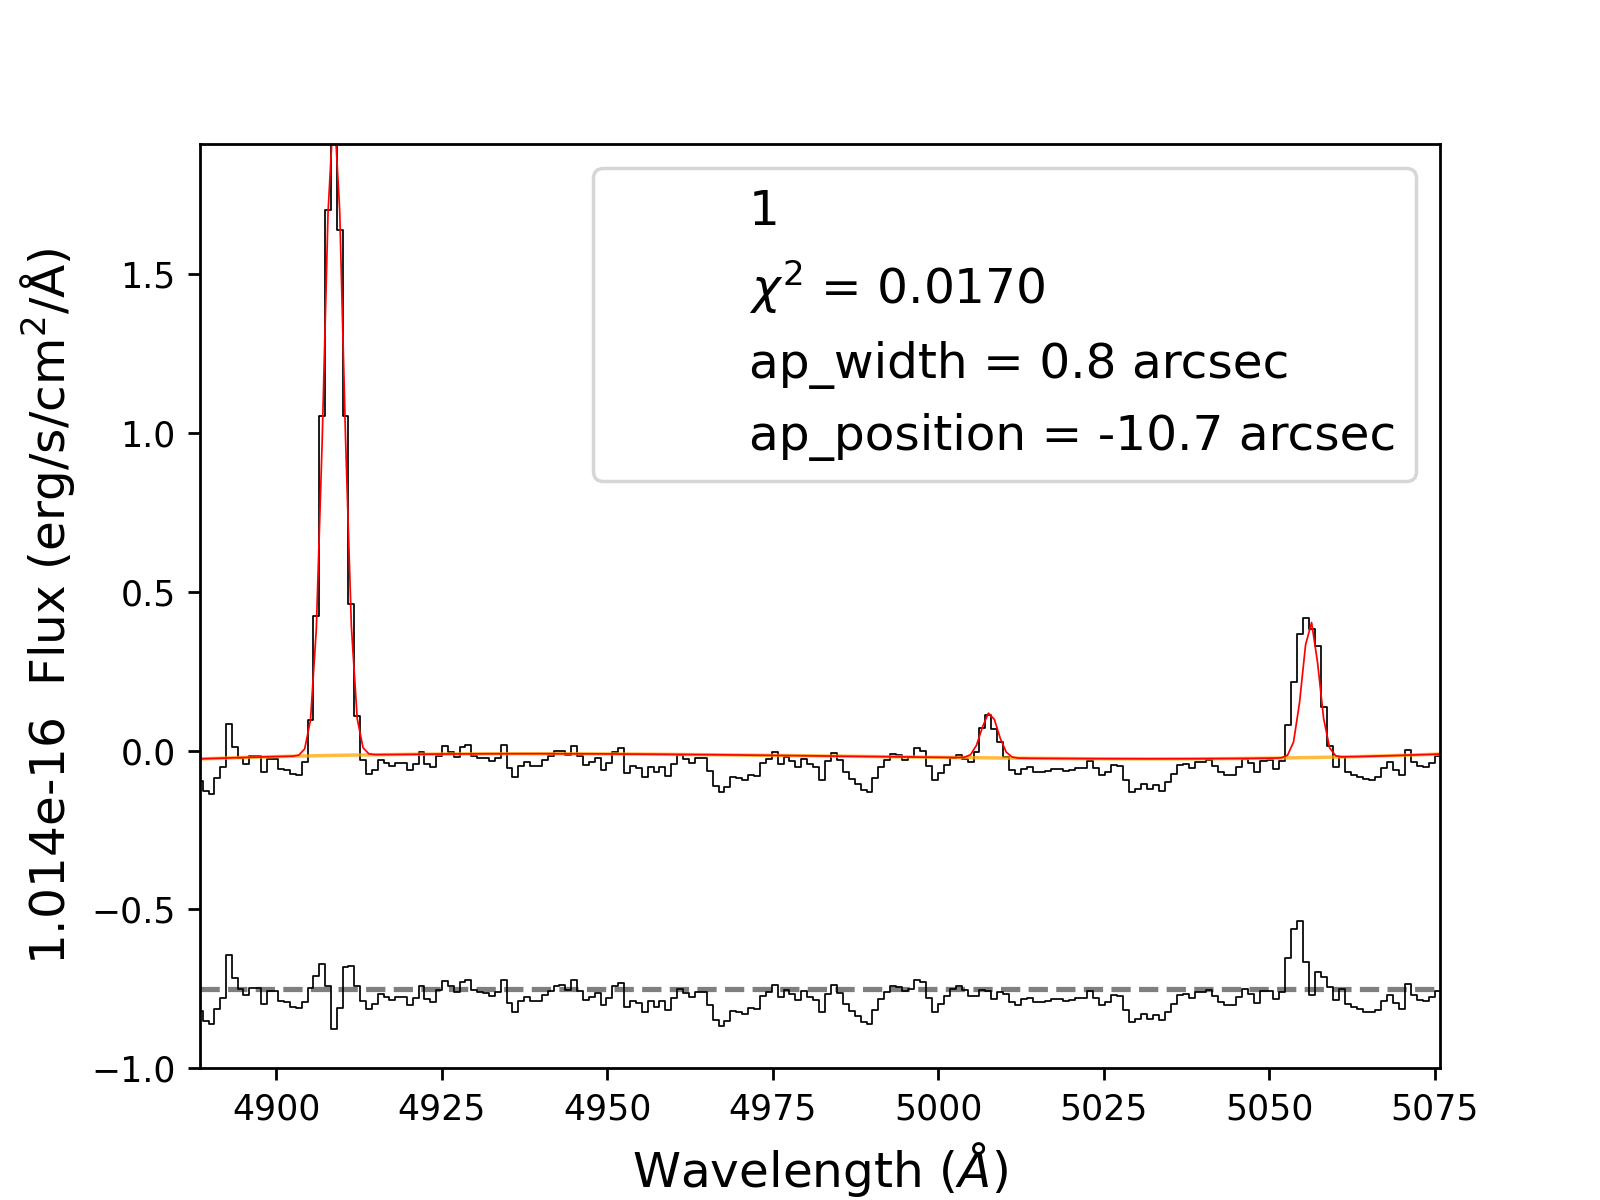 1
χ² = 0.0170
ap_width = 0.8 arcsec
ap_position = -10.7 arcsec
1.014e-16 Flux (erg/s/cm²/Å)
1.5
1.0
0.5
0.0
−0.5
−1.0
4900 4925 4950 4975 5000 5025 5050 5075
Wavelength (Å)